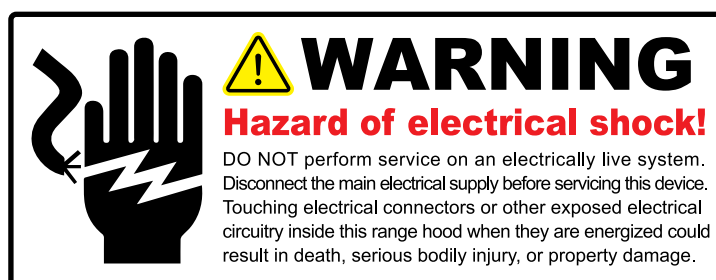 WARNING
Hazard of electrical shock!
DO NOT perform service on an electrically live system.
Disconnect the main electrical supply before servicing this device.
Touching electrical connectors or other exposed electrical
circuitry inside this range hood when they are energized could
result in death, serious bodily injury, or property damage.